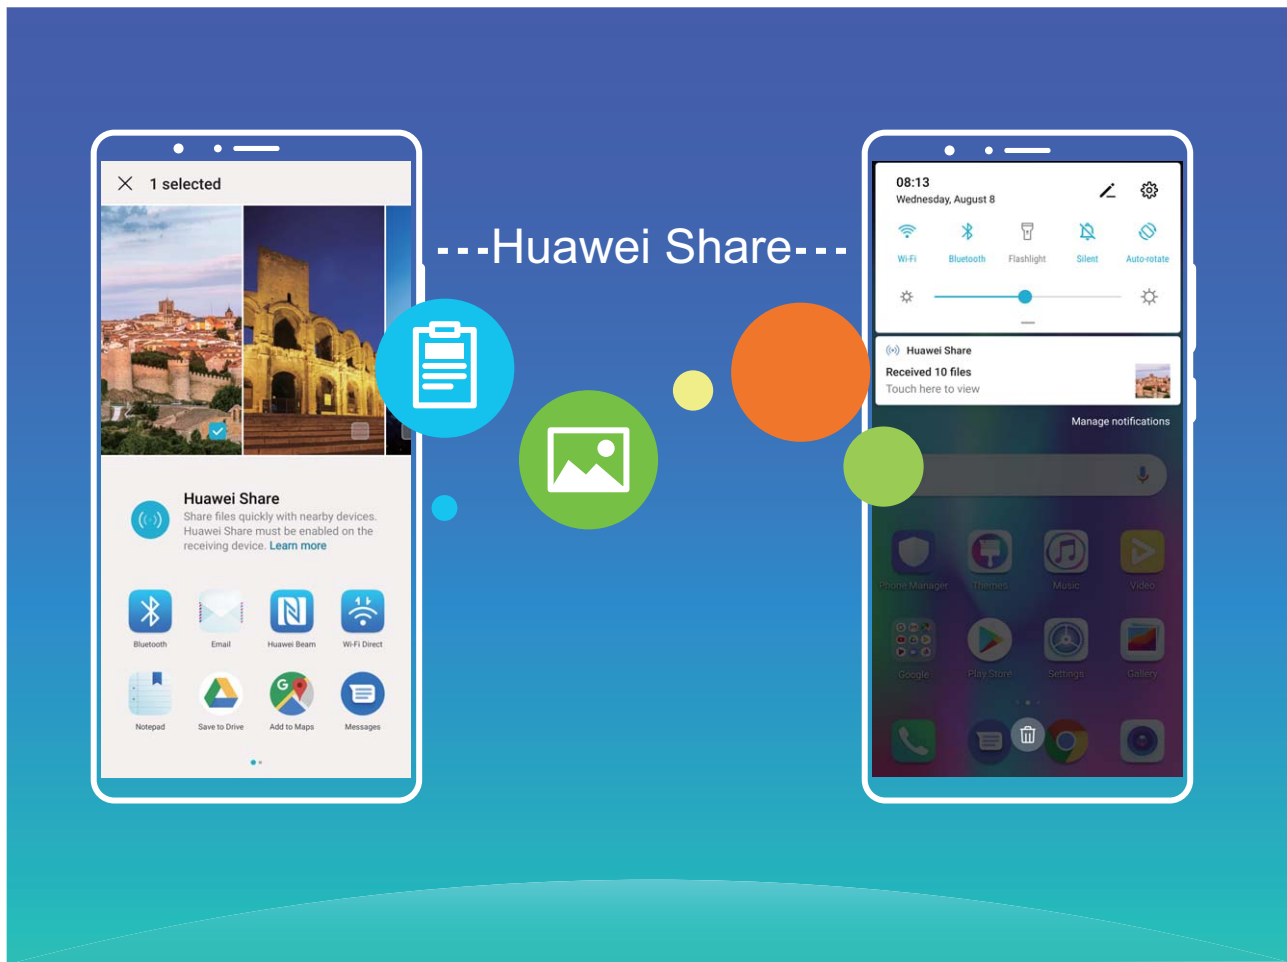 1 selected
Huawei Share
Share files quickly with nearby devices.
Huawei Share must be enabled on the
receiving device. Learn more
Bluetooth
Email
Huawei Beam
Wi-Fi Direct
Notepad
Save to Drive
Add to Maps
Messages
---Huawei Share---
08:13
Wednesday, August 8
Wi-Fi
Bluetooth
Flashlight
Silent
Auto-rotate
Huawei Share
Received 10 files
Touch here to view
Manage notifications
Phone Manager
Themes
Music
Video
Google
Play Store
Settings
Gallery